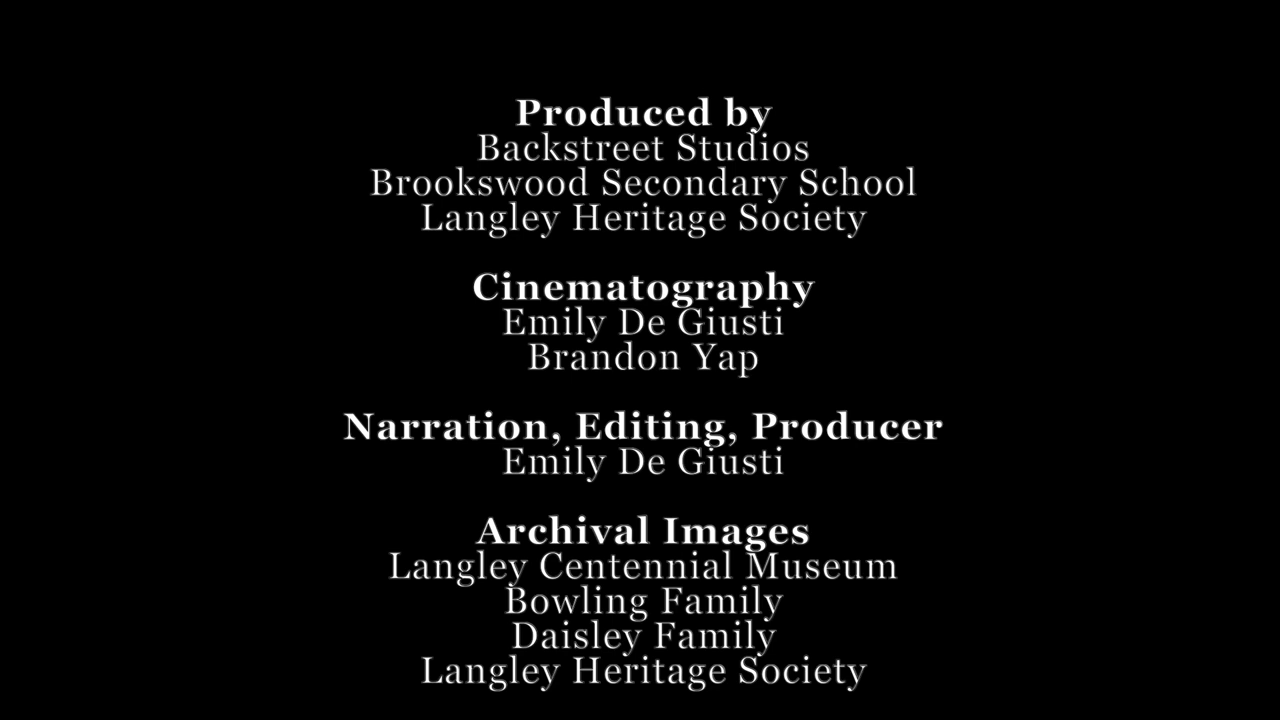 Produced by
Backstreet Studios
Brookswood Secondary School
Langley Heritage Society
Cinematography
Emily De Giusti
Brandon Yap
Narration, Editing, Producer
Emily De Giusti
Archival Images
Langley Centennial Museum
Bowling Family
Daisley Family
Langley Heritage Society